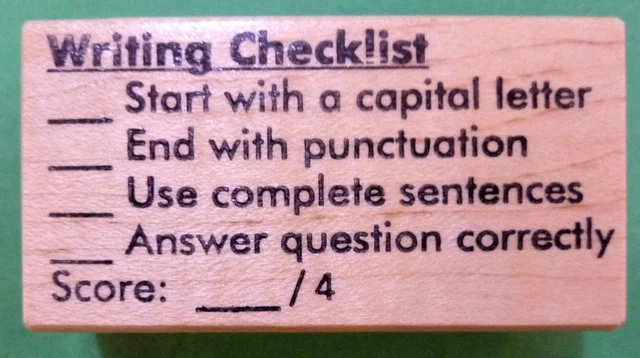 Writing Checklist
___ Start with a capital letter
___ End with punctuation
___ Use complete sentences
___ Answer question correctly
Score: ____ / 4